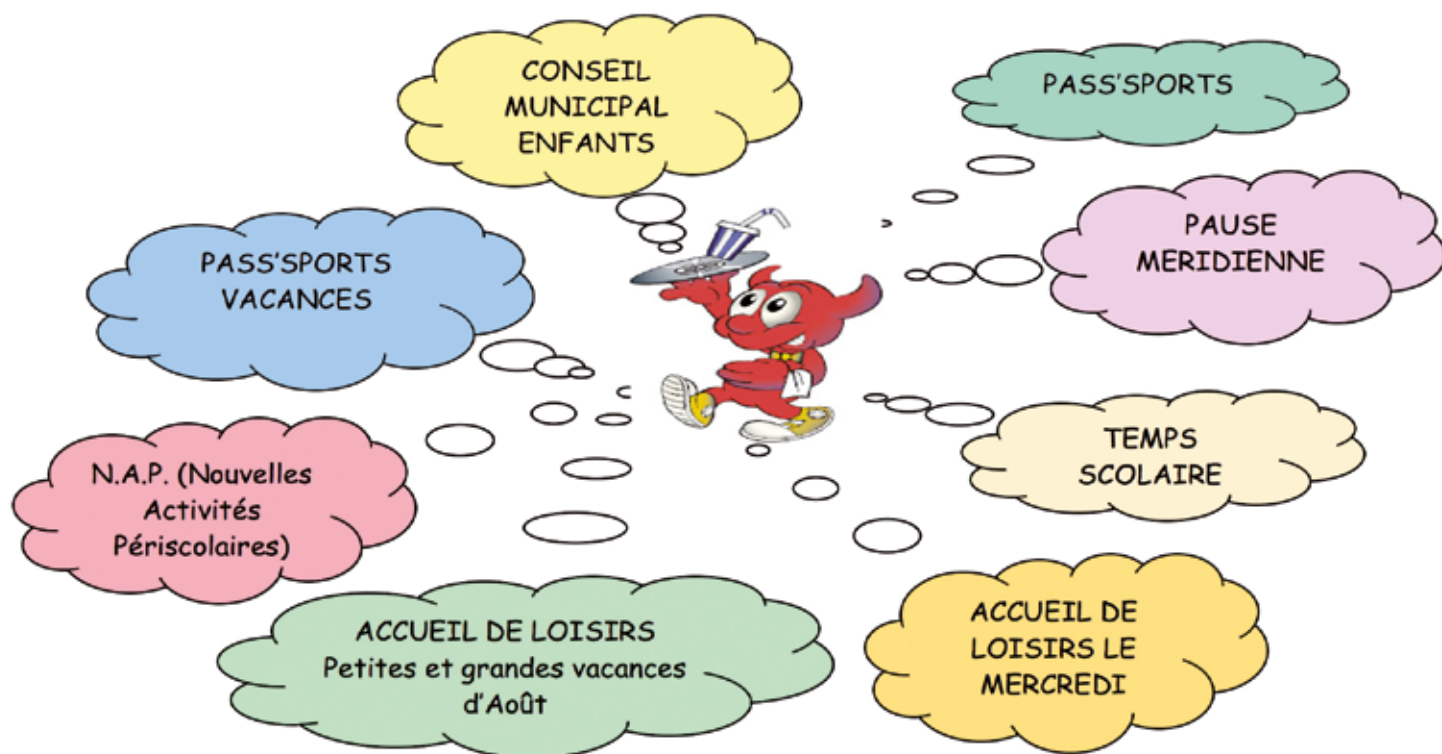 CONSEIL
MUNICIPAL
ENFANTS
PASS'SPORTS
PASS'SPORTS
VACANCES
PAUSE
MERIDIENNE
N.A.P. (Nouvelles
Activités
Périscolaires)
TEMPS
SCOLAIRE
ACCUEIL DE LOISIRS
Petites et grandes vacances
d'Août
ACCUEIL DE
LOISIRS LE
MERCREDI